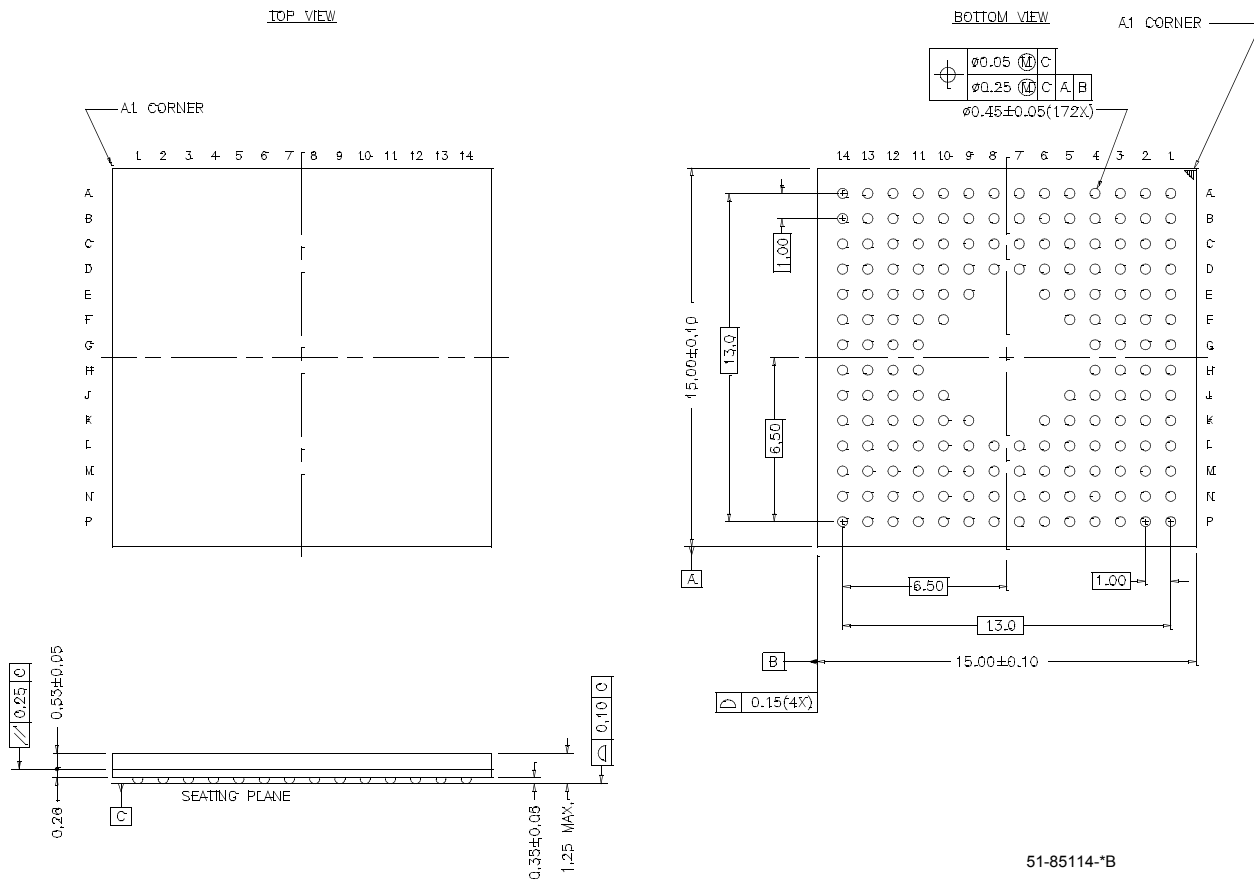 TOP VIEW
BOTTOM VIEW
A1 CORNER
ø0.05 Ⓜ C
ø0.25 Ⓜ C A B
ø0.45±0.05(172X)
A1 CORNER
1 2 3 4 5 6 7 8 9 10 11 12 13 14
14 13 12 11 10 9 8 7 6 5 4 3 2 1
A
B
C
D
E
F
G
H
J
K
L
M
N
P
A
B
C
D
E
F
G
H
J
K
L
M
N
P
1.00
15.00±0.10
13.0
6.50
A
6.50
1.00
13.0
B
15.00±0.10
0.15(4X)
// 0.25 C
0.53±0.05
0.10 C
0.26
SEATING PLANE
C
1.25 MAX.
51-85114-*B